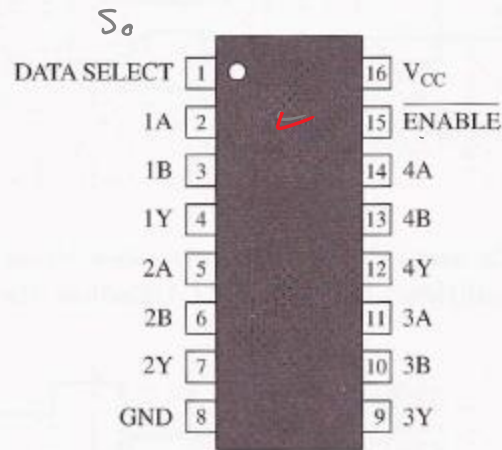 So
DATA SELECT 1 16 VCC
1A 2 15 ENABLE
1B 3 14 4A
1Y 4 13 4B
2A 5 12 4Y
2B 6 11 3A
2Y 7 10 3B
GND 8 9 3Y